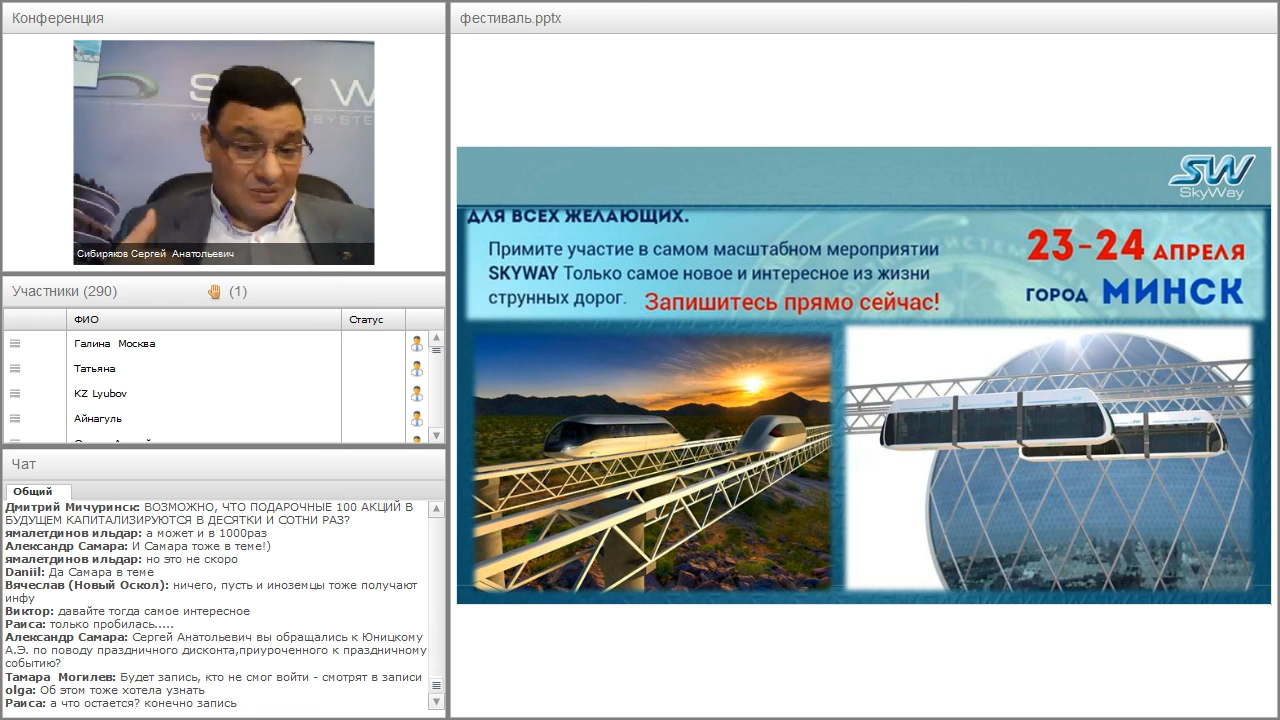 Конференция
SKY W
Сибиряков Сергей Анатольевич
Участники (290)
(1)
ФИО
Статус
Галина Москва
Татьяна
KZ Lyubov
Айнагуль
Чат
Общий
Дмитрий Мичуринск: ВОЗМОЖНО, ЧТО ПОДАРОЧНЫЕ 100 АКЦИЙ В
БУДУЩЕМ КАПИТАЛИЗИРУЮТСЯ В ДЕСЯТКИ И СОТНИ РАЗ?
ямалетдинов ильдар: а может и в 1000раз
Александр Самара: И Самара тоже в теме!)
ямалетдинов ильдар: но это не скоро
Daniil: Да Самара в теме
Вячеслав (Новый Оскол): ничего, пусть и иноземцы тоже получают
инфу
Виктор: давайте тогда самое интересное
Раиса: только пробилась.....
Александр Самара: Сергей Анатольевич вы обращались к Юницкому
А.Э. по поводу праздничного дисконта,приуроченного к праздничному
событию?
Тамара Могилев: Будет запись, кто не смог войти - смотрят в записи
olga: Об этом тоже хотела узнать
Раиса: а что остается? конечно запись
фестиваль.pptx
SW
SkyWay
ДЛЯ ВСЕХ ЖЕЛАЮЩИХ.
Примите участие в самом масштабном мероприятии
SKYWAY Только самое новое и интересное из жизни
струнных дорог.
Запишитесь прямо сейчас!
23-24 АПРЕЛЯ
ГОРОД МИНСК